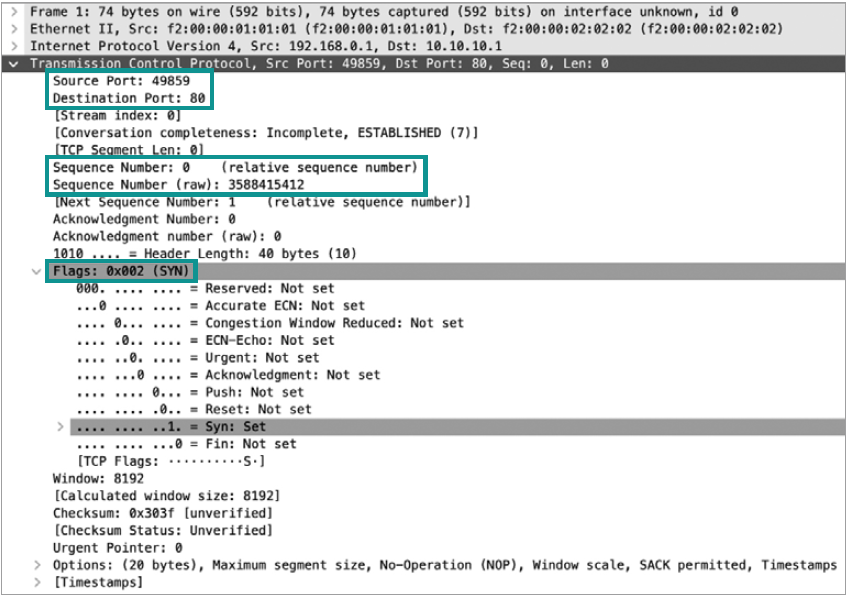 Frame 1: 74 bytes on wire (592 bits), 74 bytes captured (592 bits) on interface unknown, id 0
Ethernet II, Src: f2:00:00:01:01:01 (f2:00:00:01:01:01), Dst: f2:00:00:02:02:02 (f2:00:00:02:02:02)
Internet Protocol Version 4, Src: 192.168.0.1, Dst: 10.10.10.1
Transmission Control Protocol, Src Port: 49859, Dst Port: 80, Seq: 0, Len: 0
Source Port: 49859
Destination Port: 80
[Stream index: 0]
[Conversation completeness: Incomplete, ESTABLISHED (7)]
[TCP Segment Len: 0]
Sequence Number: 0    (relative sequence number)
Sequence Number (raw): 3588415412
[Next Sequence Number: 1    (relative sequence number)]
Acknowledgment Number: 0
Acknowledgment number (raw): 0
1010 .... = Header Length: 40 bytes (10)
Flags: 0x002 (SYN)
000. .... .... = Reserved: Not set
...0 .... .... = Accurate ECN: Not set
.... 0... .... = Congestion Window Reduced: Not set
.... .0.. .... = ECN-Echo: Not set
.... ..0. .... = Urgent: Not set
.... ...0 .... = Acknowledgment: Not set
.... .... 0... = Push: Not set
.... .... .0.. = Reset: Not set
.... .... ..1. = Syn: Set
.... .... ...0 = Fin: Not set
[TCP Flags: ··········S·]
Window: 8192
[Calculated window size: 8192]
Checksum: 0x303f [unverified]
[Checksum Status: Unverified]
Urgent Pointer: 0
Options: (20 bytes), Maximum segment size, No-Operation (NOP), Window scale, SACK permitted, Timestamps
[Timestamps]